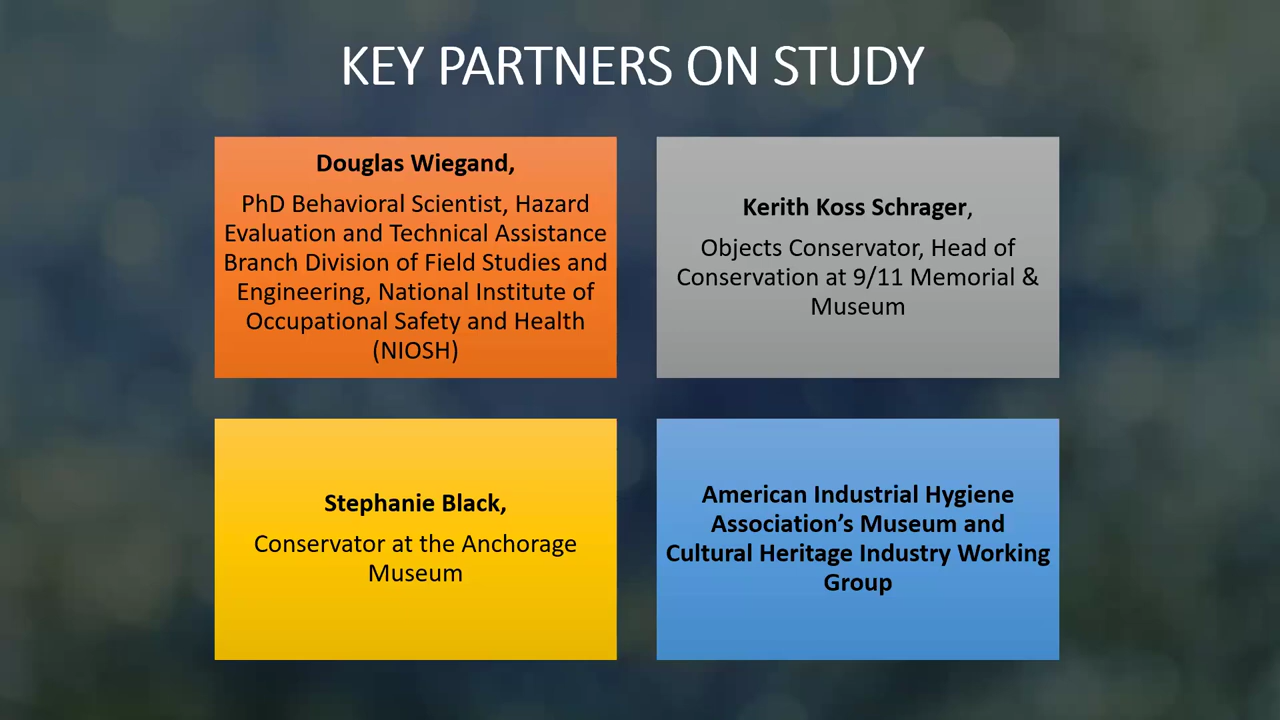 KEY PARTNERS ON STUDY
Douglas Wiegand,
PhD Behavioral Scientist, Hazard
Evaluation and Technical Assistance
Branch Division of Field Studies and
Engineering, National Institute of
Occupational Safety and Health
(NIOSH)
Kerith Koss Schrager,
Objects Conservator, Head of
Conservation at 9/11 Memorial &
Museum
Stephanie Black,
Conservator at the Anchorage
Museum
American Industrial Hygiene
Association’s Museum and
Cultural Heritage Industry Working
Group